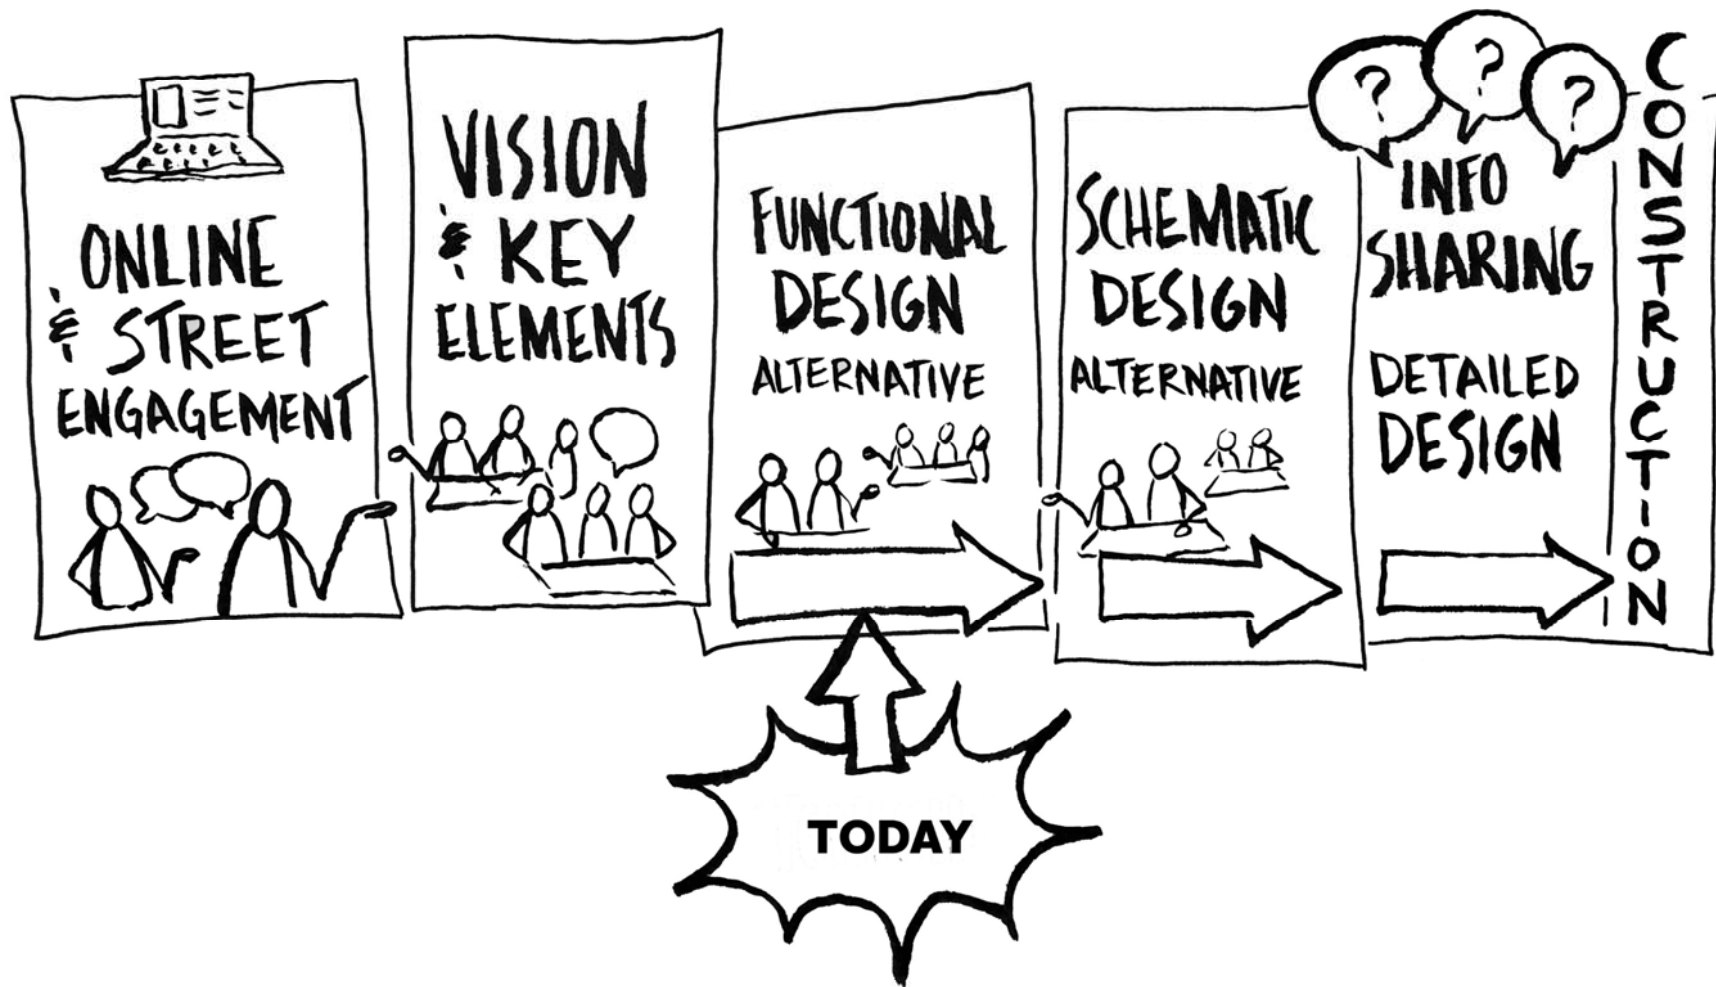 ONLINE
& STREET
ENGAGEMENT
VISION
& KEY
ELEMENTS
FUNCTIONAL
DESIGN
ALTERNATIVE
SCHEMATIC
DESIGN
ALTERNATIVE
? ? ?
INFO
SHARING
DETAILED
DESIGN
CONSTRUCTION
TODAY